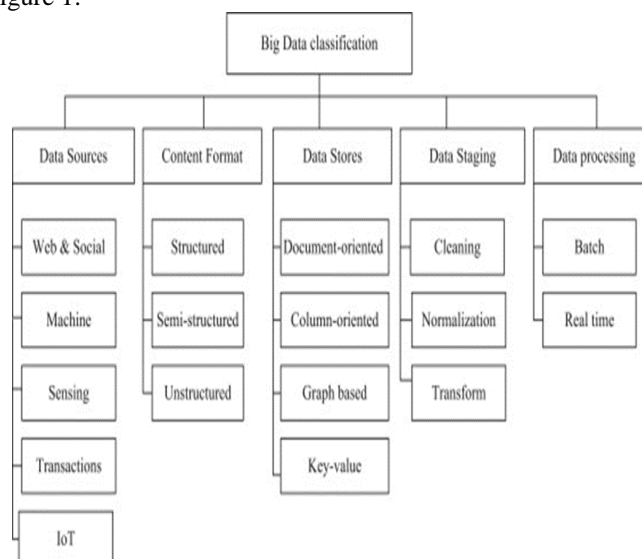 igure 1.
Big Data classification
Data Sources
Content Format
Data Stores
Data Staging
Data processing
Web & Social
Structured
Document-oriented
Cleaning
Batch
Machine
Semi-structured
Column-oriented
Normalization
Real time
Sensing
Unstructured
Graph based
Transform
Transactions
Key-value
IoT